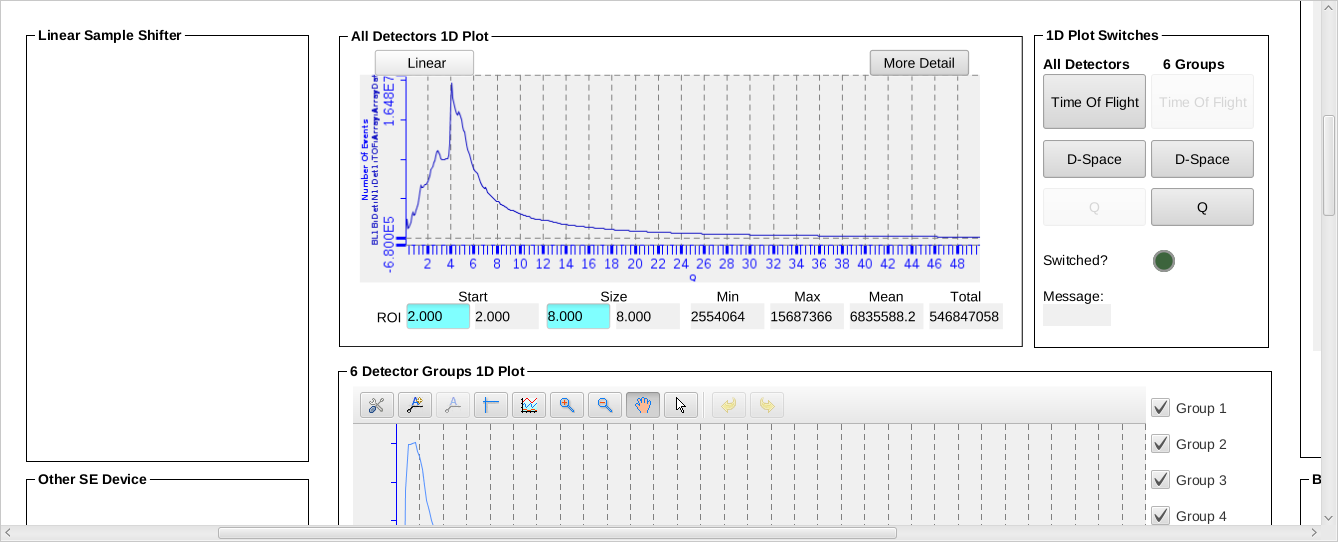 Linear Sample Shifter
All Detectors 1D Plot
1D Plot Switches
Linear
More Detail
All Detectors
6 Groups
Time Of Flight
Time Of Flight
D-Space
D-Space
Q
Q
Switched?
Message:
Number Of Events
1.648E7
-6.800E5
2 4 6 8 10 12 14 16 18 20 22 24 26 28 30 32 34 36 38 40 42 44 46 48
Q
Start Size Min Max Mean Total
ROI 2.000 2.000 8.000 8.000 2554064 15687366 6835588.2 546847058
6 Detector Groups 1D Plot
Group 1
Group 2
Group 3
Group 4
Other SE Device
B